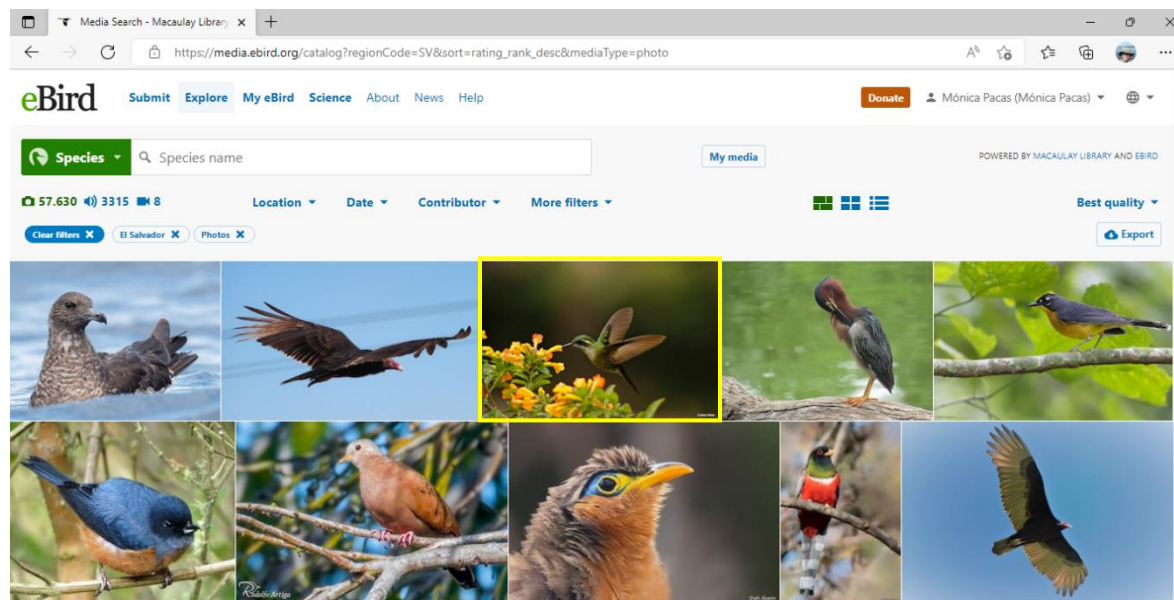 Media Search - Macaulay Library
https://media.ebird.org/catalog?regionCode=SV&sort=rating_rank_desc&mediaType=photo
eBird Submit Explore My eBird Science About News Help Donate Mónica Pacas (Mónica Pacas)
Species Species name My media POWERED BY MACAULAY LIBRARY AND EBIRD
57.630 3315 8 Location Date Contributor More filters Best quality
Clear filters X El Salvador X Photos X Export
Rodolfo Artiga